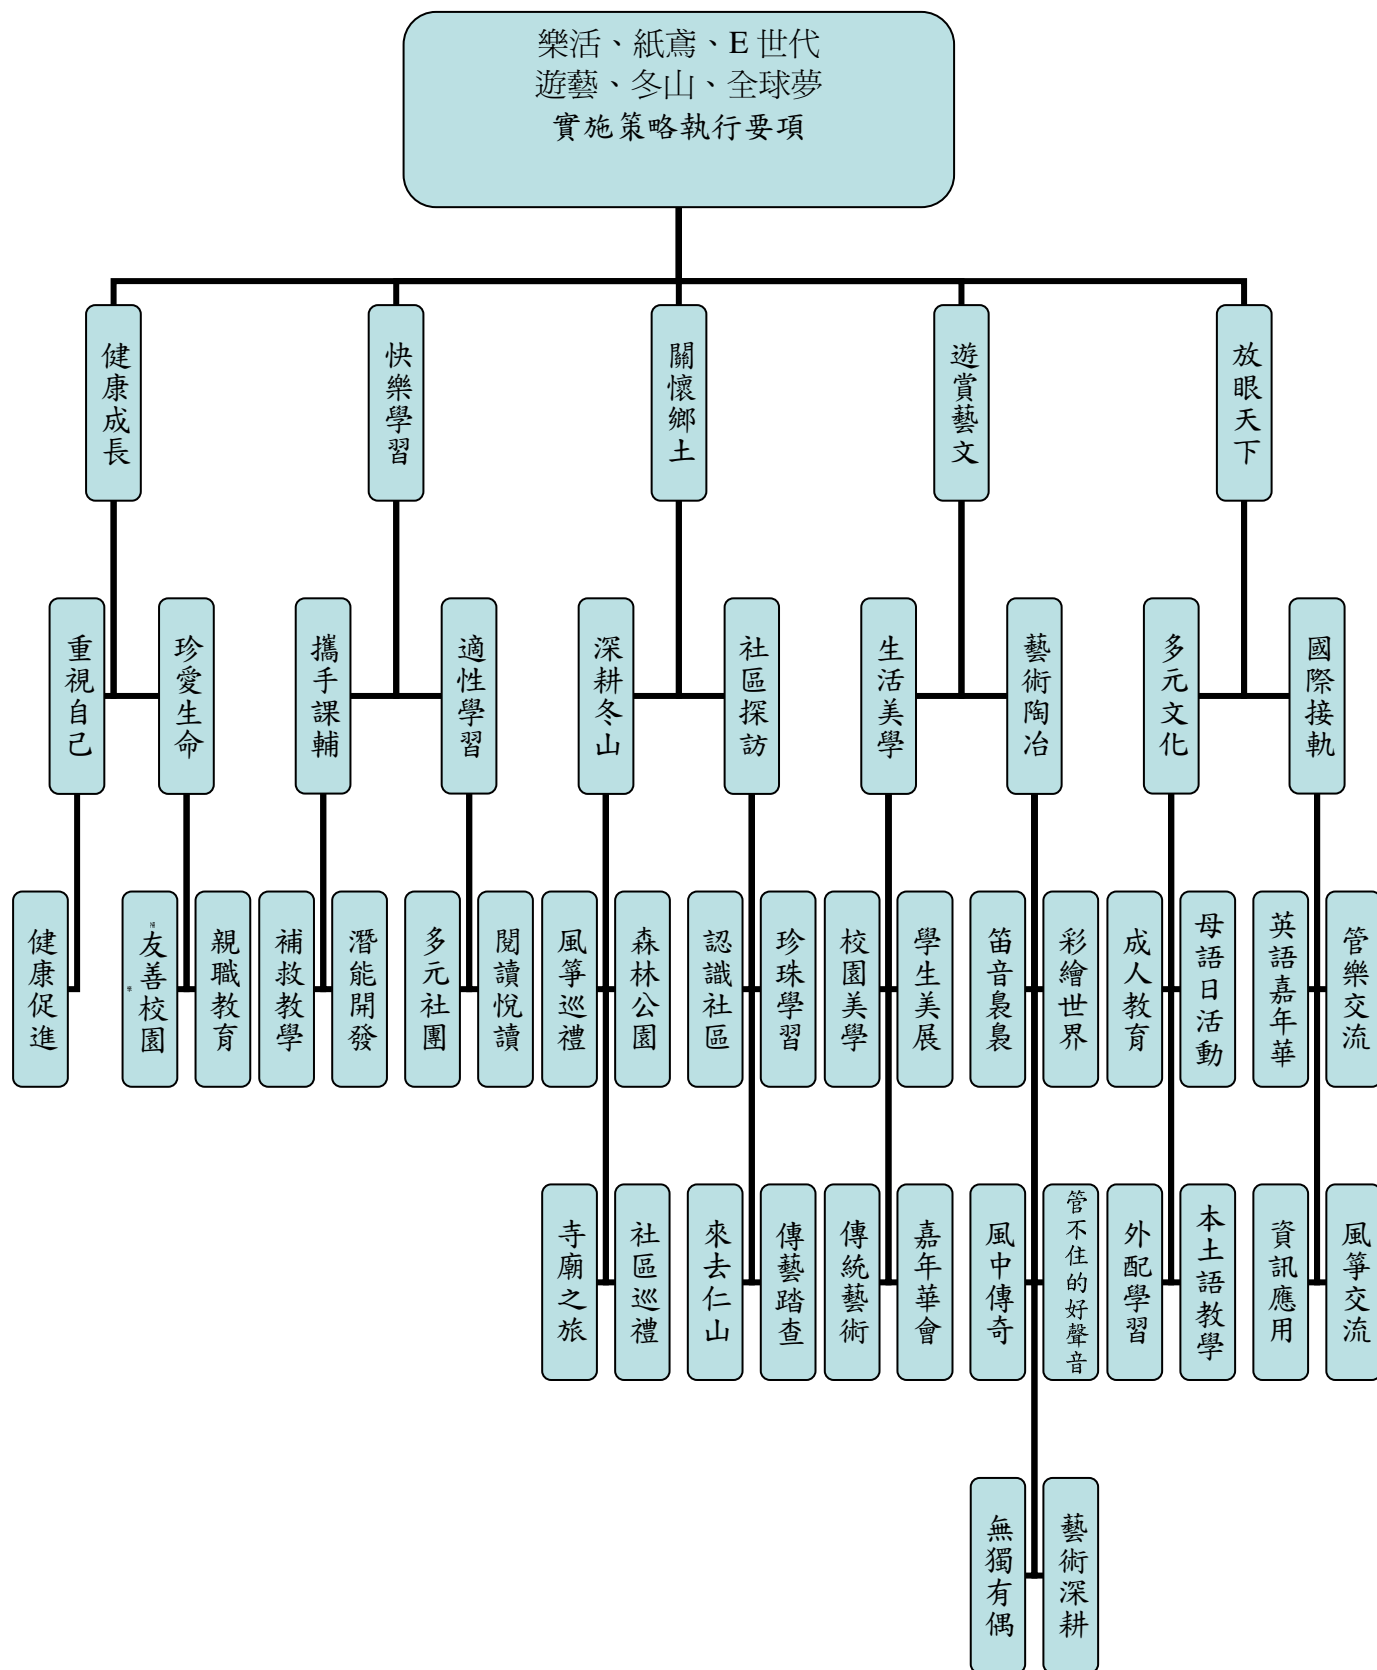 樂活、紙鳶、E 世代
遊藝、冬山、全球夢
實施策略執行要項
健康成長
快樂學習
關懷鄉土
遊賞藝文
放眼天下
重視自己
珍愛生命
攜手課輔
適性學習
深耕冬山
社區探訪
生活美學
藝術陶冶
多元文化
國際接軌
健康促進
友善校園
親職教育
補救教學
潛能開發
多元社團
閱讀悅讀
風箏巡禮
森林公園
認識社區
珍珠學習
校園美學
學生美展
笛音裊裊
彩繪世界
成人教育
母語日活動
英語嘉年華
管樂交流
寺廟之旅
社區巡禮
來去仁山
傳藝踏查
傳統藝術
嘉年華會
風中傳奇
管不住的好聲音
外配學習
本土語教學
資訊應用
風箏交流
無獨有偶
藝術深耕